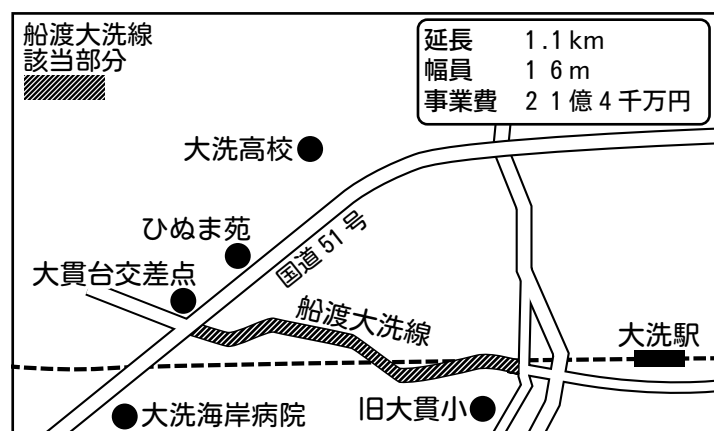 船渡大洗線
該当部分
延長 1.1km
幅員 16m
事業費 21億4千万円
大洗高校
ひぬま苑
国道51号
大貫台交差点
船渡大洗線
大洗駅
大洗海岸病院
旧大貫小